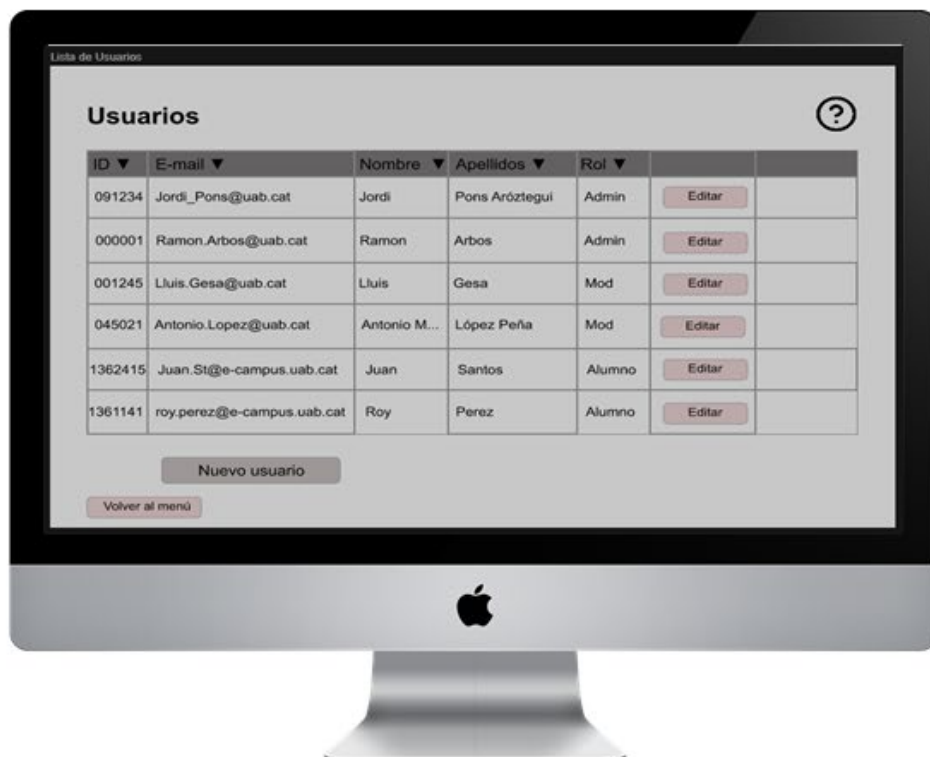 Lista de Usuarios
Usuarios ?
ID ▼ E-mail ▼ Nombre ▼ Apellidos ▼ Rol ▼
091234 Jordi_Pons@uab.cat Jordi Pons Aróztegui Admin Editar
000001 Ramon.Arbos@uab.cat Ramon Arbos Admin Editar
001245 Lluis.Gesa@uab.cat Lluis Gesa Mod Editar
045021 Antonio.Lopez@uab.cat Antonio M... López Peña Mod Editar
1362415 Juan.St@e-campus.uab.cat Juan Santos Alumno Editar
1361141 roy.perez@e-campus.uab.cat Roy Perez Alumno Editar
Nuevo usuario
Volver al menú